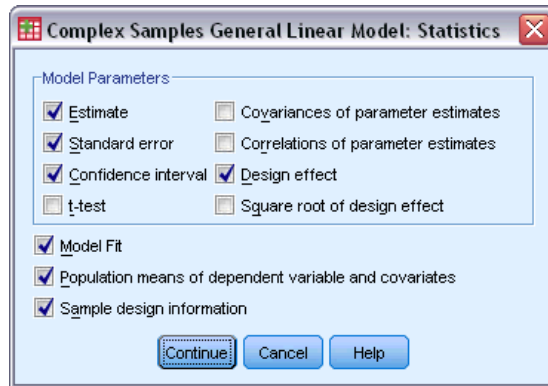 Complex Samples General Linear Model: Statistics
Model Parameters
Estimate
Covariances of parameter estimates
Standard error
Correlations of parameter estimates
Confidence interval
Design effect
t-test
Square root of design effect
Model Fit
Population means of dependent variable and covariates
Sample design information
Continue
Cancel
Help